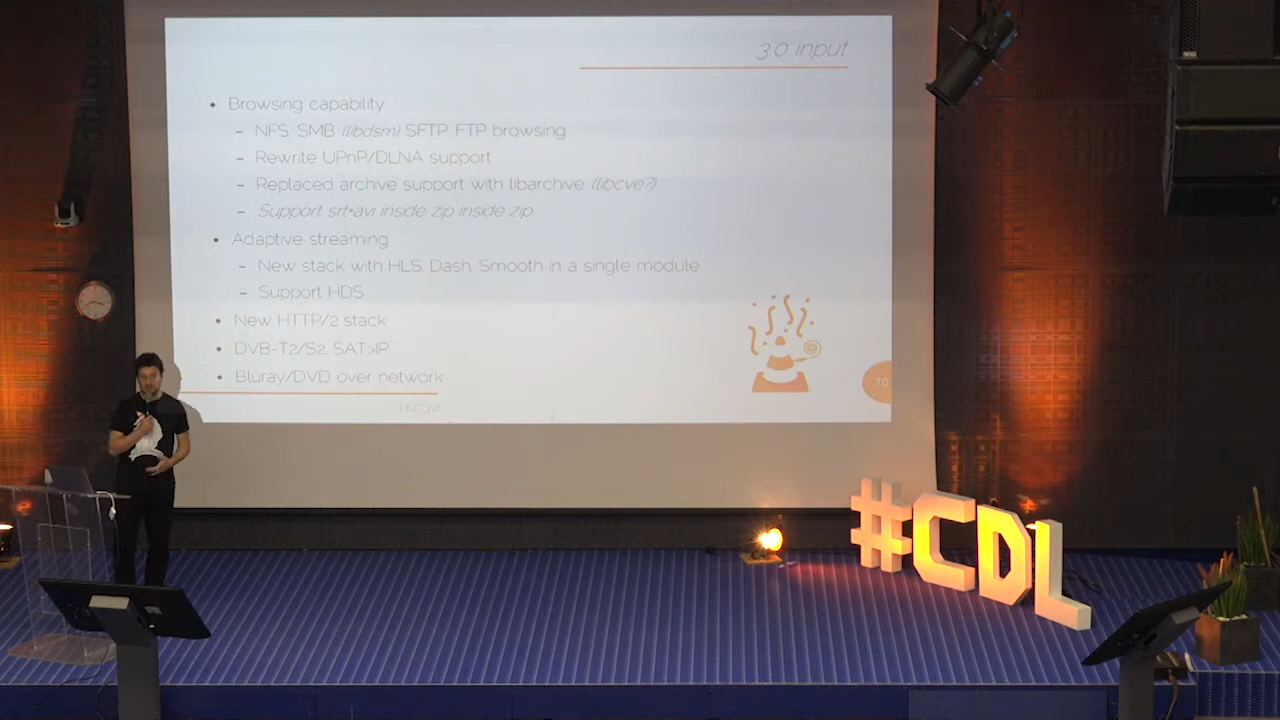 3.0 input
• Browsing capability
– NFS, SMB (libdsm) SFTP, FTP browsing
– Rewrite UPnP/DLNA support
– Replaced archive support with libarchive (libcve?)
– Support srt+avi inside zip inside zip
• Adaptive streaming
– New stack with HLS, Dash, Smooth in a single module
– Support HDS
• New HTTP/2 stack
• DVB-T2/S2, SAT>IP
• Bluray/DVD over network
VLC 3.0
70
#CDL